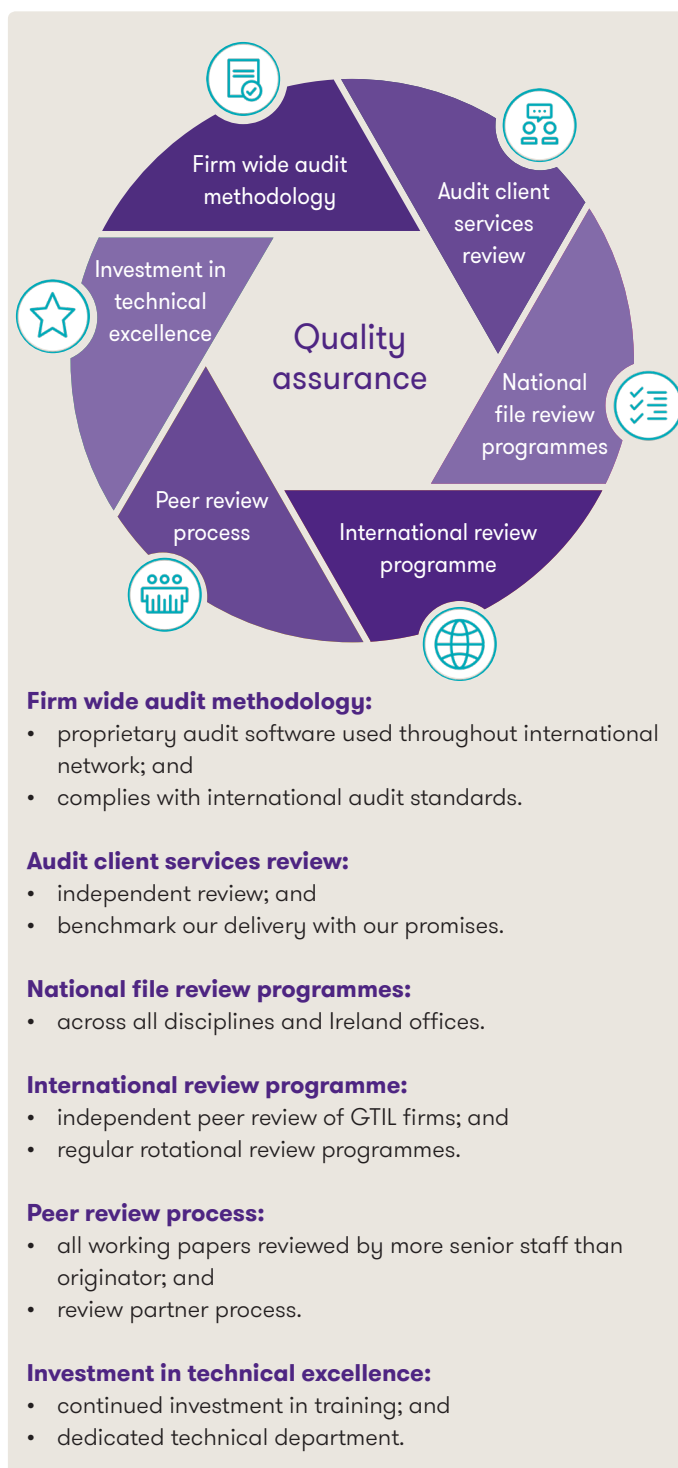 Firm wide audit
methodology
Audit client
services
review
Investment in
technical
excellence
Quality
assurance
National
file review
programmes
Peer review
process
International review
programme
Firm wide audit methodology:
• proprietary audit software used throughout international
network; and
• complies with international audit standards.
Audit client services review:
• independent review; and
• benchmark our delivery with our promises.
National file review programmes:
• across all disciplines and Ireland offices.
International review programme:
• independent peer review of GTIL firms; and
• regular rotational review programmes.
Peer review process:
• all working papers reviewed by more senior staff than
originator; and
• review partner process.
Investment in technical excellence:
• continued investment in training; and
• dedicated technical department.